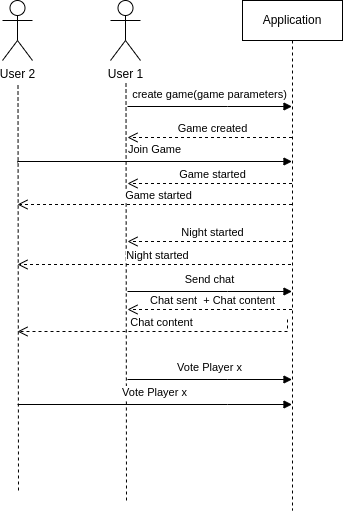 Application
User 2
User 1
create game(game parameters)
Game created
Join Game
Game started
Game started
Night started
Night started
Send chat
Chat sent + Chat content
Chat content
Vote Player x
Vote Player x